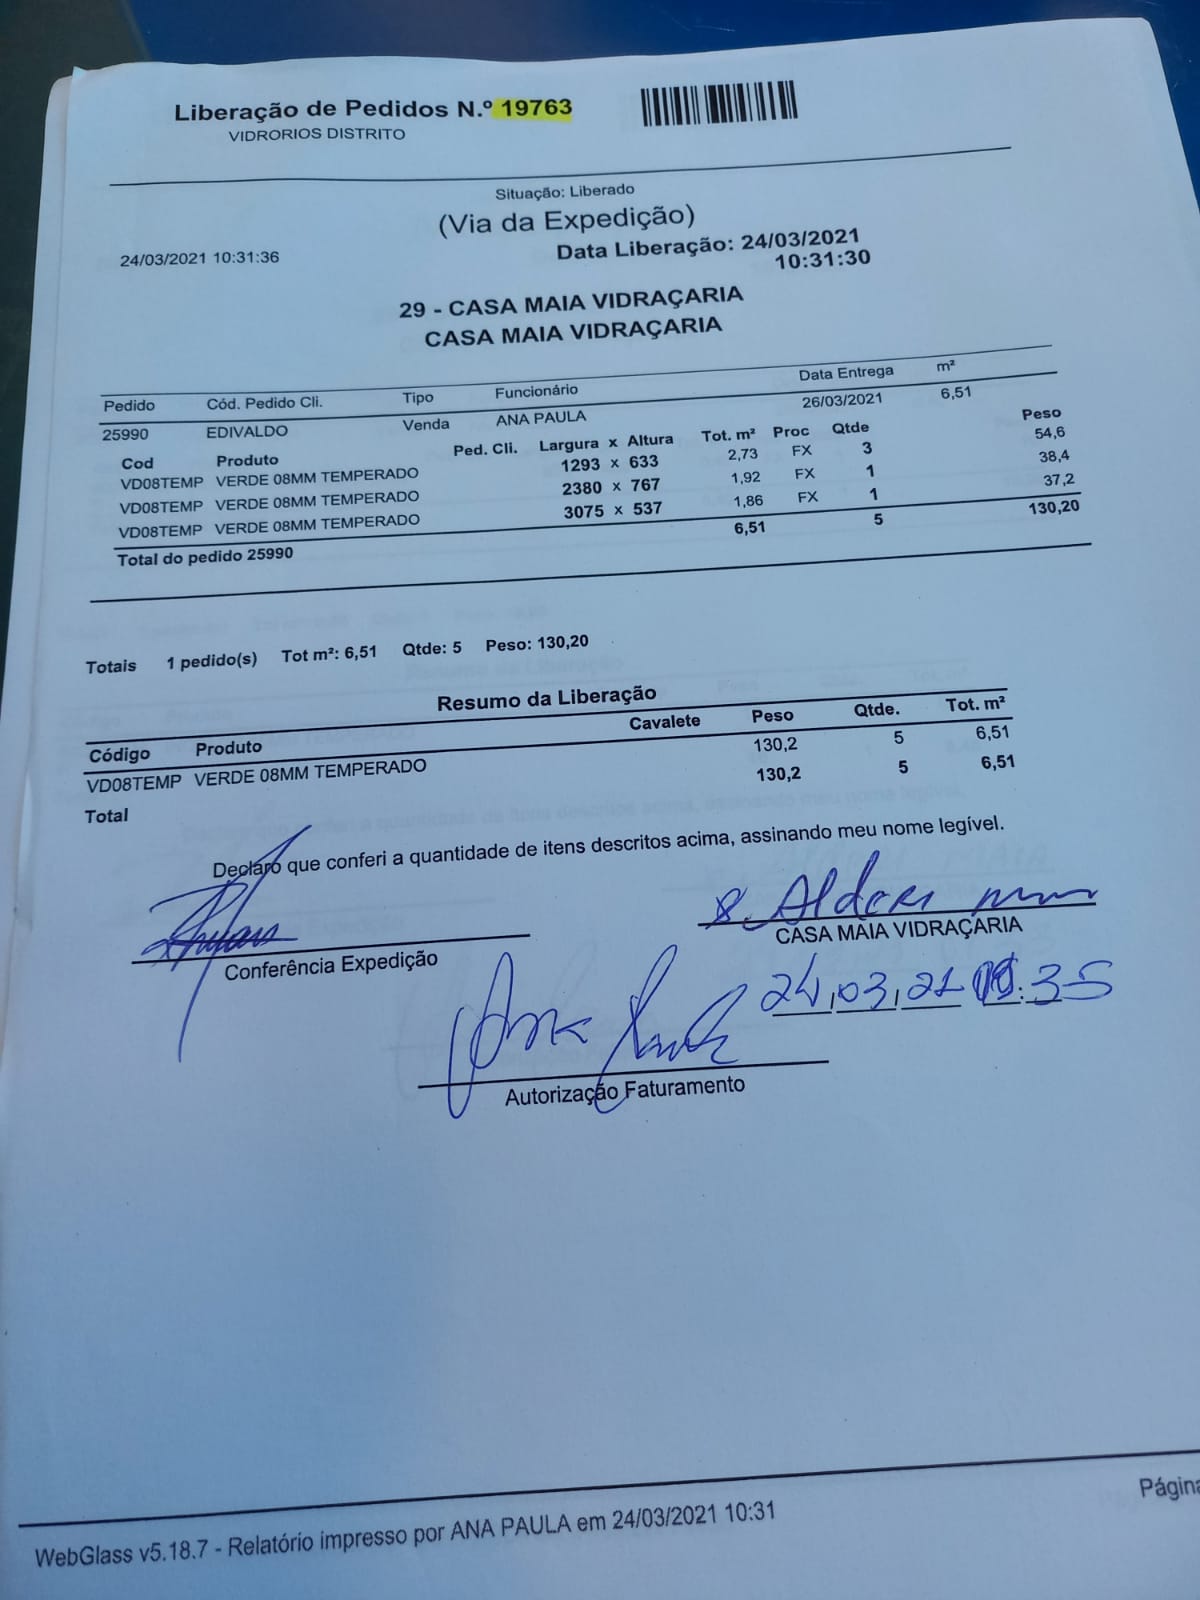 Liberação de Pedidos N.º 19763
VIDRORIOS DISTRITO
Situação: Liberado
(Via da Expedição)
24/03/2021 10:31:36
Data Liberação: 24/03/2021
10:31:30
29 - CASA MAIA VIDRAÇARIA
CASA MAIA VIDRAÇARIA
Pedido Cód. Pedido Cli. Tipo Funcionário Data Entrega m²
25990 EDIVALDO Venda ANA PAULA 26/03/2021 6,51
Cod Produto Ped. Cli. Largura x Altura Tot. m² Proc Qtde Peso
VD08TEMP VERDE 08MM TEMPERADO 1293 x 633 2,73 FX 3 54,6
VD08TEMP VERDE 08MM TEMPERADO 2380 x 767 1,92 FX 1 38,4
VD08TEMP VERDE 08MM TEMPERADO 3075 x 537 1,86 FX 1 37,2
Total do pedido 25990 6,51 5 130,20
Totais 1 pedido(s) Tot m²: 6,51 Qtde: 5 Peso: 130,20
Resumo da Liberação
Código Produto Cavalete Peso Qtde. Tot. m²
VD08TEMP VERDE 08MM TEMPERADO 130,2 5 6,51
Total 130,2 5 6,51
Declaro que conferi a quantidade de itens descritos acima, assinando meu nome legível.
Conferência Expedição
CASA MAIA VIDRAÇARIA
24,03,21 :35
Ana Paula
Autorização Faturamento
WebGlass v5.18.7 - Relatório impresso por ANA PAULA em 24/03/2021 10:31
Página